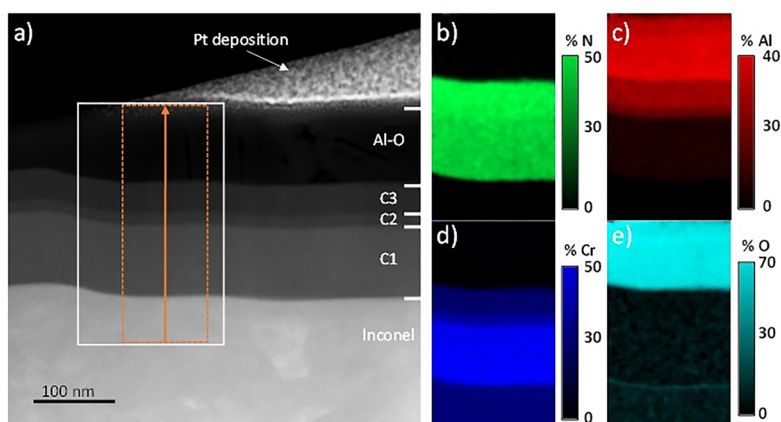 a)
Pt deposition
Al-O
C3
C2
C1
Inconel
100 nm
b)
% N
50
30
0
c)
% Al
40
30
0
d)
% Cr
50
30
0
e)
% O
70
30
0